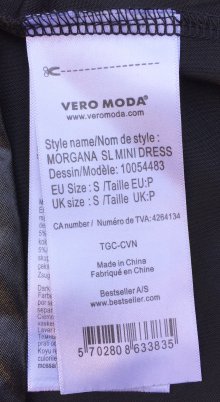 VERO MODA®
www.veromoda.com
Style name/Nom de style :
MORGANA SL MINI DRESS
Dessin/Modèle: 10054483
EU Size : S /Taille EU:P
UK size : S /Taille UK:P
CA number / Numéro de TVA: 4264134
TGC-CVN
Made in China
Fabriqué en China
Bestseller A/S
www.bestseller.com
5 702808 633835